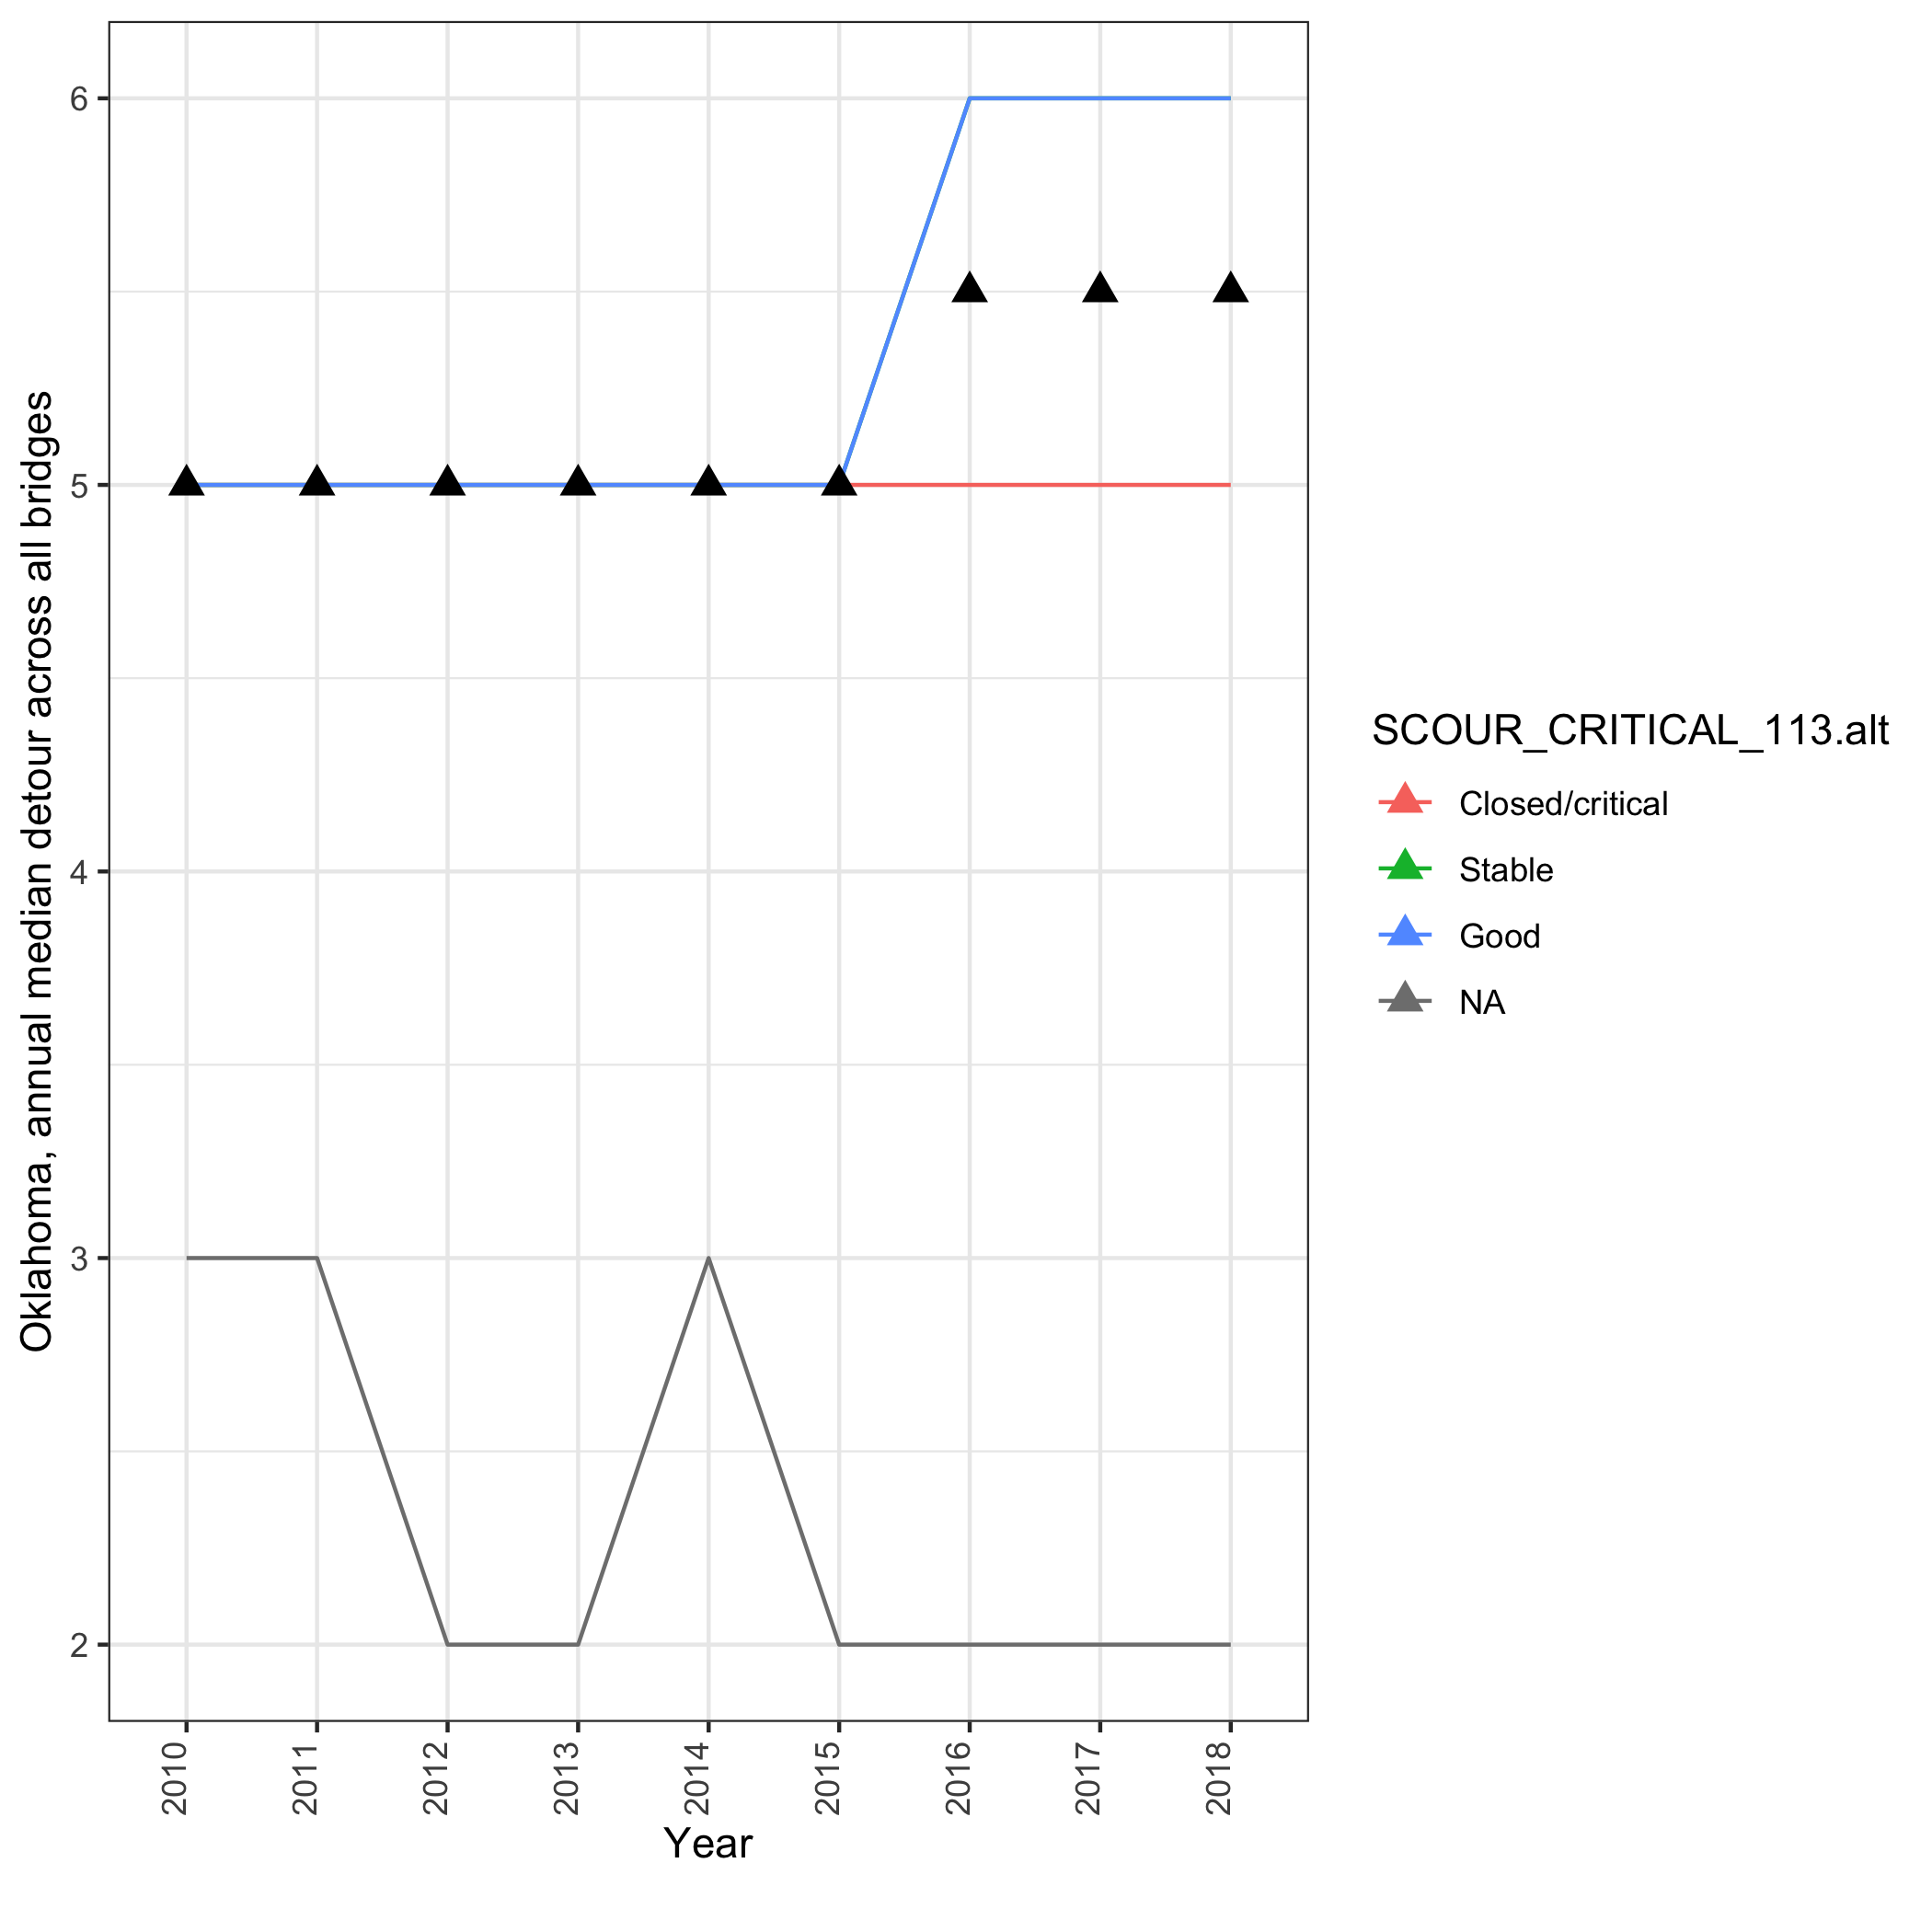 Oklahoma, annual median detour across all bridges
6
5
4
3
2
2010 2011 2012 2013 2014 2015 2016 2017 2018
Year
SCOUR_CRITICAL_113.alt
Closed/critical
Stable
Good
NA